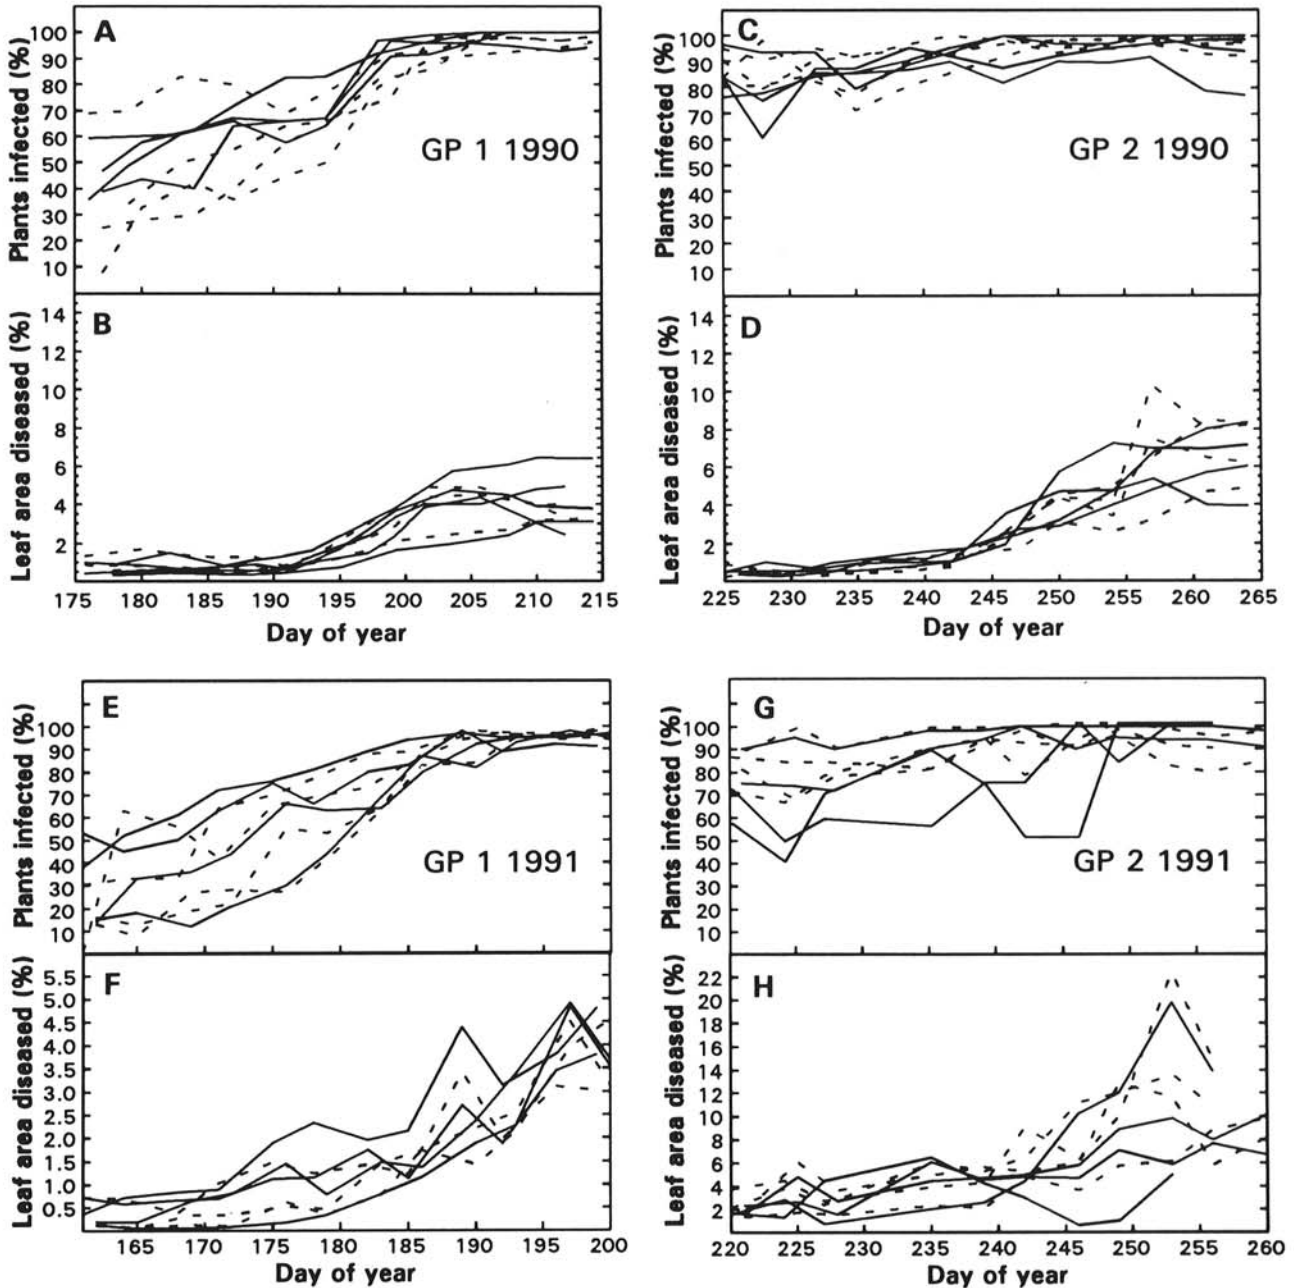 A
Plants infected (%)
100
90
80
70
60
50
40
30
20
10
GP 1 1990
B
Leaf area diseased (%)
14
12
10
8
6
4
2
175 180 185 190 195 200 205 210 215
Day of year
C
Plants infected (%)
100
90
80
70
60
50
40
30
20
10
GP 2 1990
D
Leaf area diseased (%)
14
12
10
8
6
4
2
225 230 235 240 245 250 255 260 265
Day of year
E
Plants infected (%)
100
90
80
70
60
50
40
30
20
10
GP 1 1991
F
Leaf area diseased (%)
5.5
5.0
4.5
4.0
3.5
3.0
2.5
2.0
1.5
1.0
0.5
165 170 175 180 185 190 195 200
Day of year
G
Plants infected (%)
100
90
80
70
60
50
40
30
20
10
GP 2 1991
H
Leaf area diseased (%)
22
20
18
16
14
12
10
8
6
4
2
220 225 230 235 240 245 250 255 260
Day of year